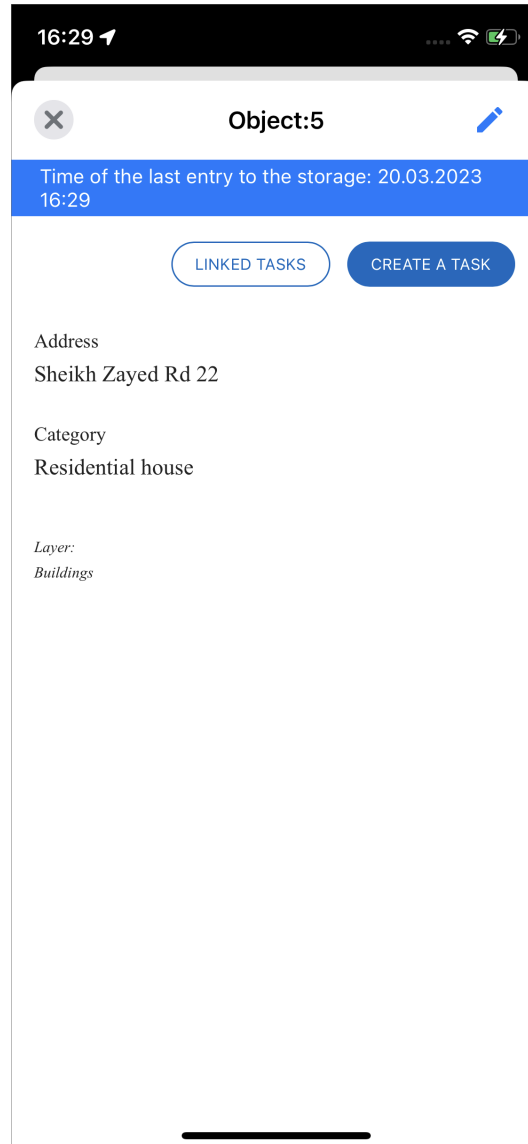 16:29
Object:5
Time of the last entry to the storage: 20.03.2023
16:29
LINKED TASKS
CREATE A TASK
Address
Sheikh Zayed Rd 22
Category
Residential house
Layer:
Buildings